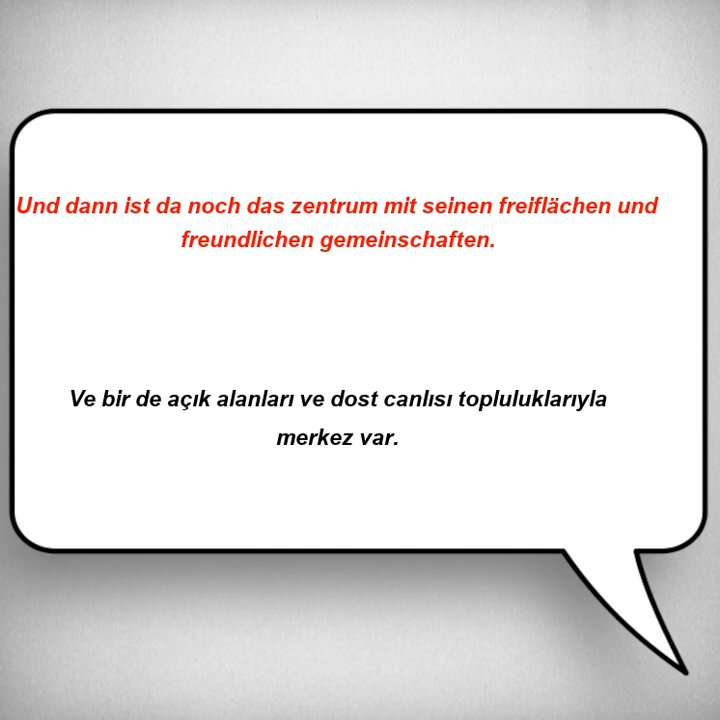 Und dann ist da noch das zentrum mit seinen freiflächen und
freundlichen gemeinschaften.
Ve bir de açık alanları ve dost canlısı topluluklarıyla
merkez var.